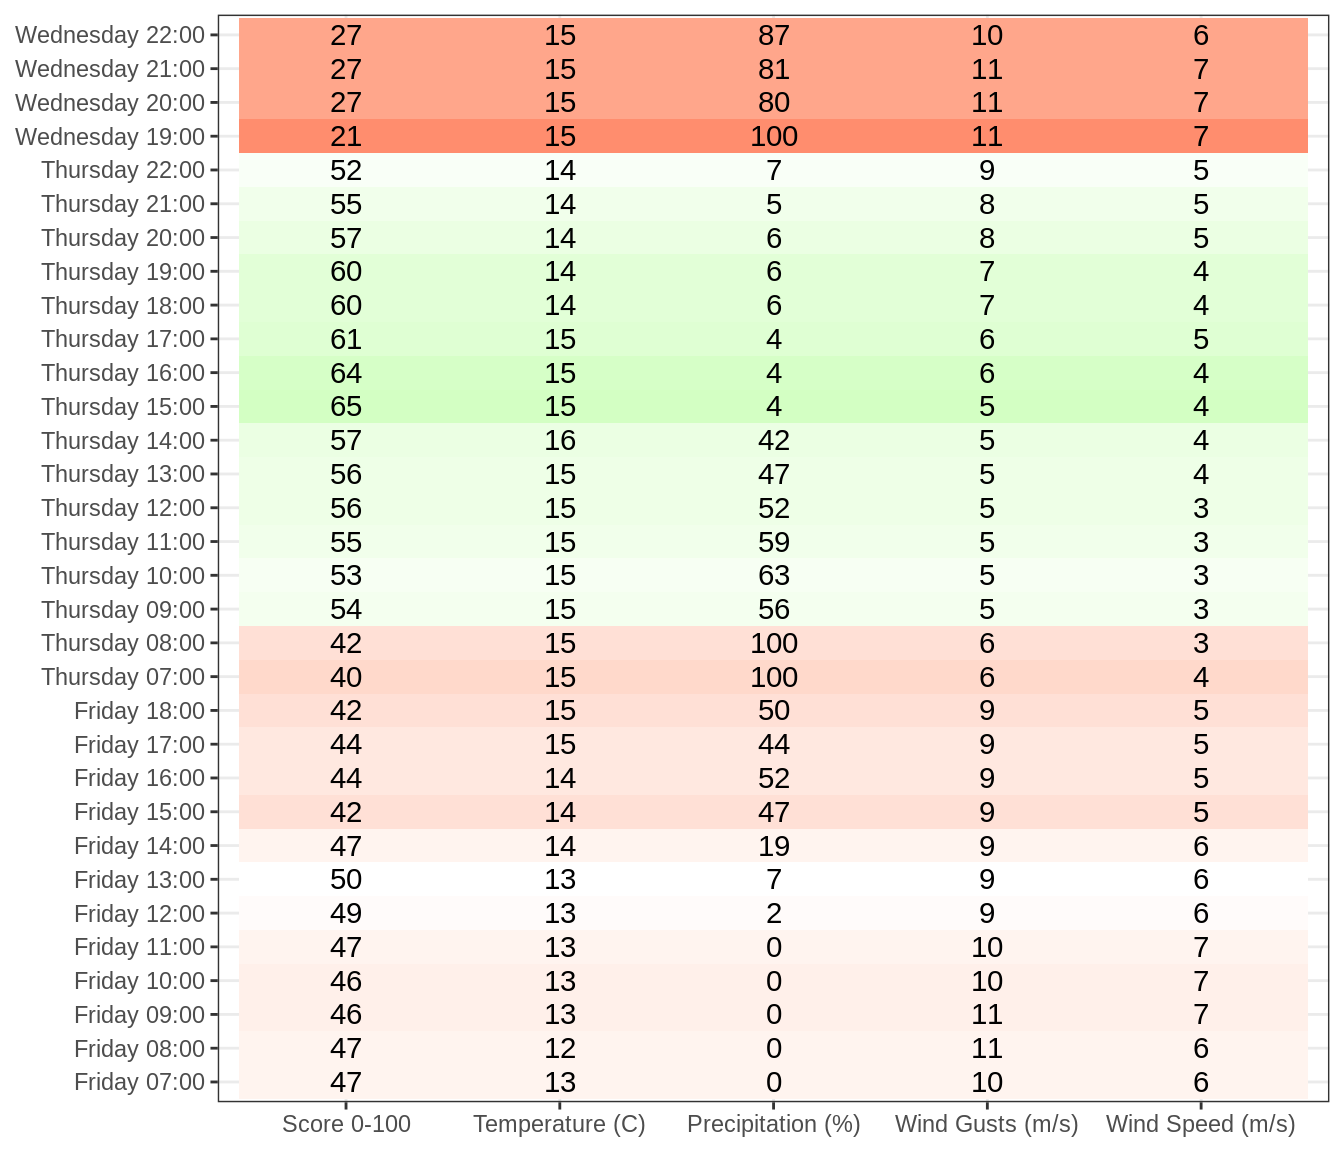 Wednesday 22:00 27 15 87 10 6
Wednesday 21:00 27 15 81 11 7
Wednesday 20:00 27 15 80 11 7
Wednesday 19:00 21 15 100 11 7
Thursday 22:00 52 14 7 9 5
Thursday 21:00 55 14 5 8 5
Thursday 20:00 57 14 6 8 5
Thursday 19:00 60 14 6 7 4
Thursday 18:00 60 14 6 7 4
Thursday 17:00 61 15 4 6 5
Thursday 16:00 64 15 4 6 4
Thursday 15:00 65 15 4 5 4
Thursday 14:00 57 16 42 5 4
Thursday 13:00 56 15 47 5 4
Thursday 12:00 56 15 52 5 3
Thursday 11:00 55 15 59 5 3
Thursday 10:00 53 15 63 5 3
Thursday 09:00 54 15 56 5 3
Thursday 08:00 42 15 100 6 3
Thursday 07:00 40 15 100 6 4
Friday 18:00 42 15 50 9 5
Friday 17:00 44 15 44 9 5
Friday 16:00 44 14 52 9 5
Friday 15:00 42 14 47 9 5
Friday 14:00 47 14 19 9 6
Friday 13:00 50 13 7 9 6
Friday 12:00 49 13 2 9 6
Friday 11:00 47 13 0 10 7
Friday 10:00 46 13 0 10 7
Friday 09:00 46 13 0 11 7
Friday 08:00 47 12 0 11 6
Friday 07:00 47 13 0 10 6
Score 0-100 Temperature (C) Precipitation (%) Wind Gusts (m/s) Wind Speed (m/s)